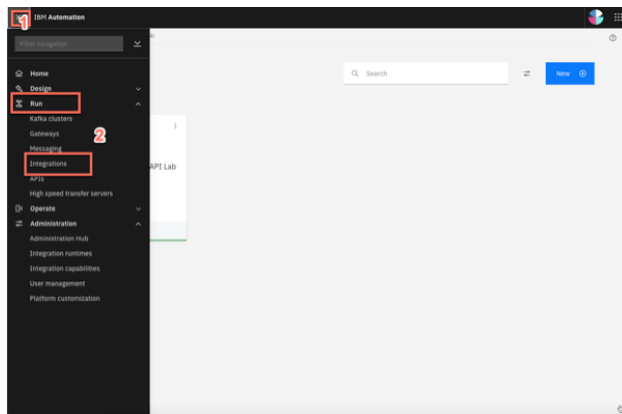 1
IBM Automation
Filter navigation
Home
Design
Run
Kafka clusters
Gateways
2
Messaging
Integrations
APIs
High speed transfer servers
Operate
Administration
Administration Hub
Integration runtimes
Integration capabilities
User management
Platform customization
Search
New
API Lab